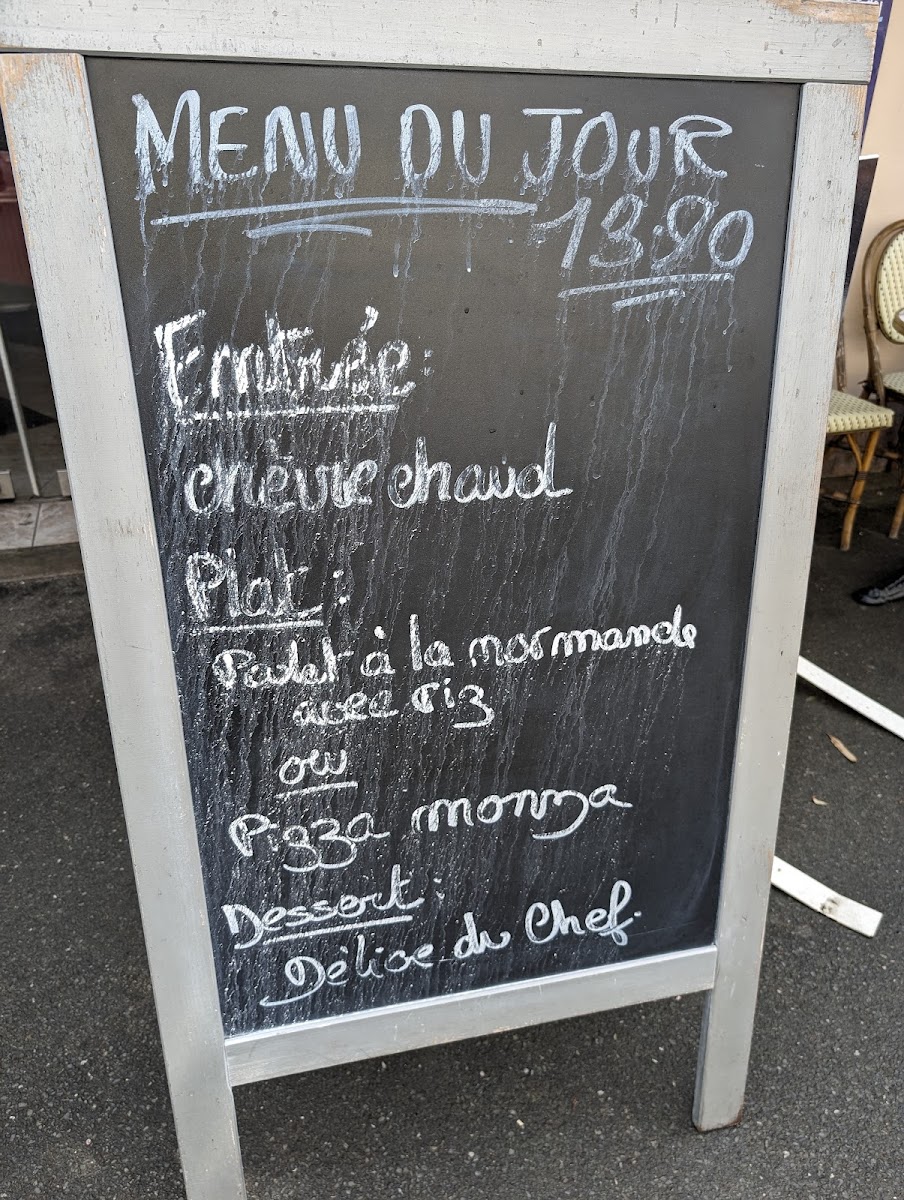 MENU DU JOUR
13.90
Entrée:
chèvre chaud
Plat:
Poulet à la normande
avec riz
ou
Pizza monza
Dessert:
Délice du Chef.